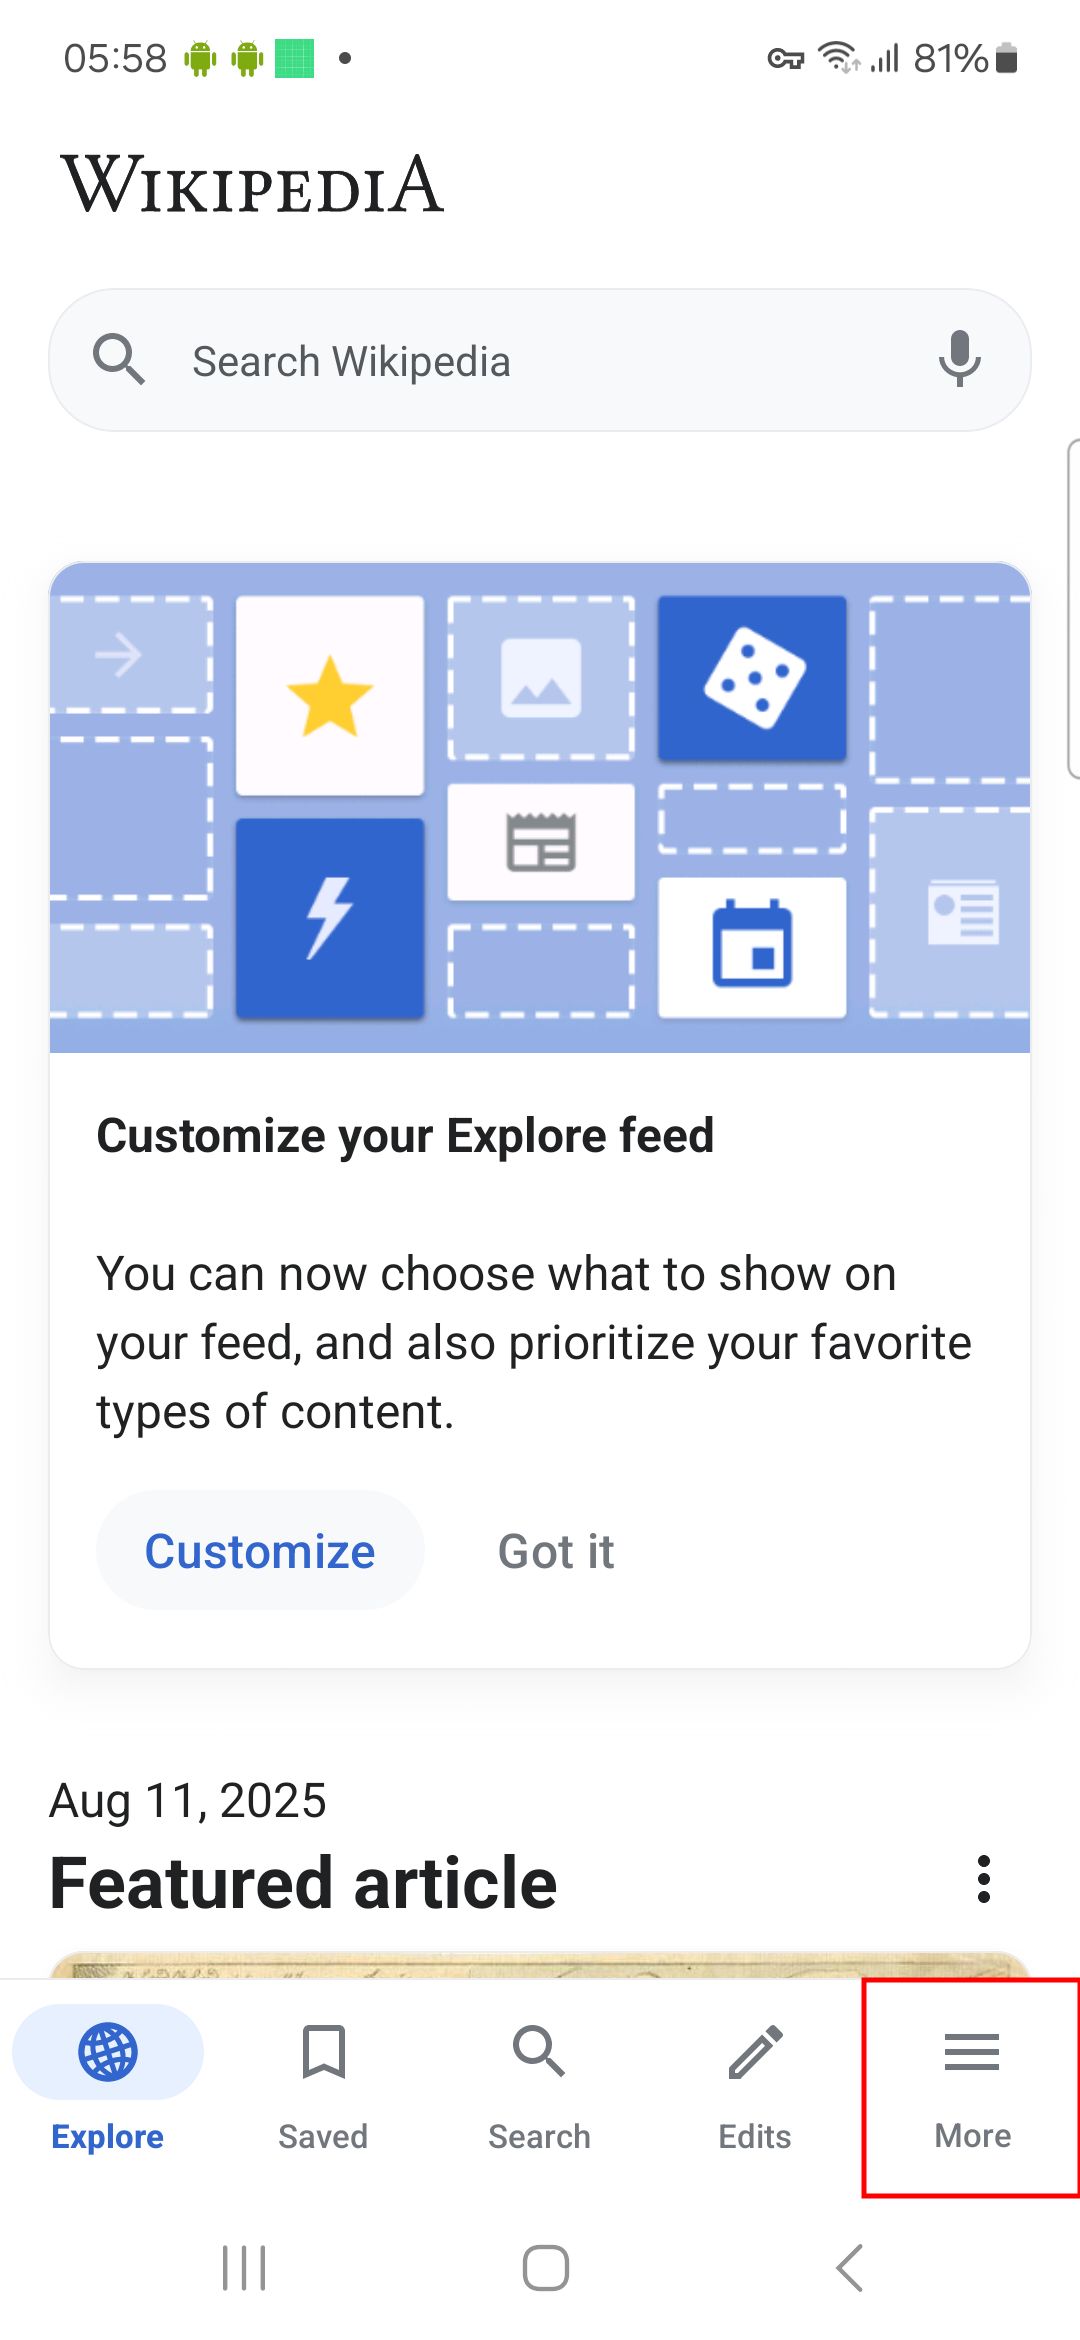 05:58
81%
WIKIPEDIA
Search Wikipedia
Customize your Explore feed
You can now choose what to show on
your feed, and also prioritize your favorite
types of content.
Customize
Got it
Aug 11, 2025
Featured article
Explore
Saved
Search
Edits
More